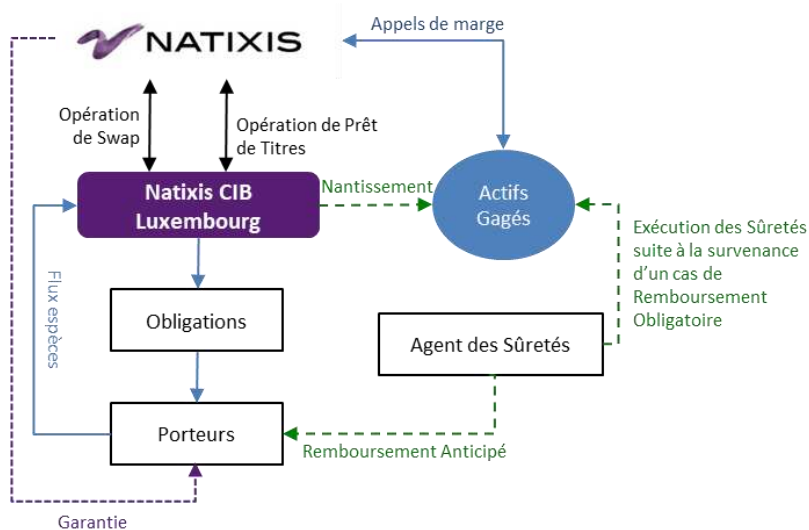 NATIXIS
Appels de marge
Opération
de Swap
Opération de Prêt
de Titres
Natixis CIB
Luxembourg
Nantissement
Actifs
Gagés
Exécution des Sûretés
suite à la survenance
d'un cas de
Remboursement
Obligatoire
Flux espèces
Obligations
Agent des Sûretés
Porteurs
Remboursement Anticipé
Garantie